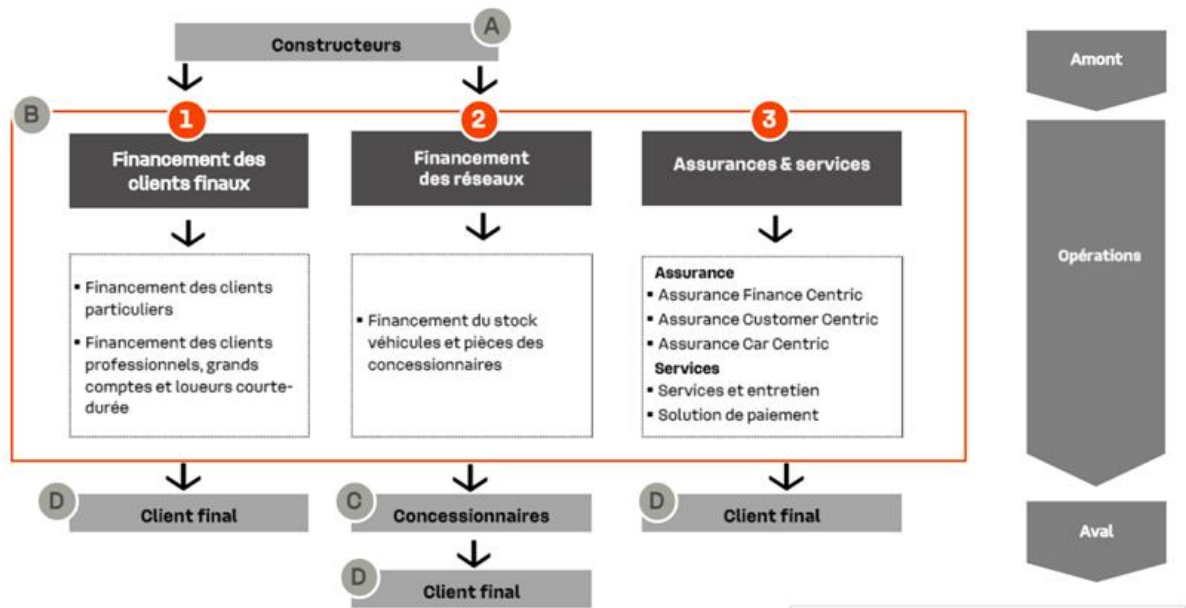 A
Constructeurs
Amont
B
1
2
3
Financement des
clients finaux
Financement
des réseaux
Assurances & services
▪ Financement des clients
particuliers
▪ Financement des clients
professionnels, grands
comptes et loueurs courte-
durée
▪ Financement du stock
véhicules et pièces des
concessionnaires
Assurance
▪ Assurance Finance Centric
▪ Assurance Customer Centric
▪ Assurance Car Centric
Services
▪ Services et entretien
▪ Solution de paiement
Opérations
D
Client final
C
Concessionnaires
D
Client final
D
Client final
Aval